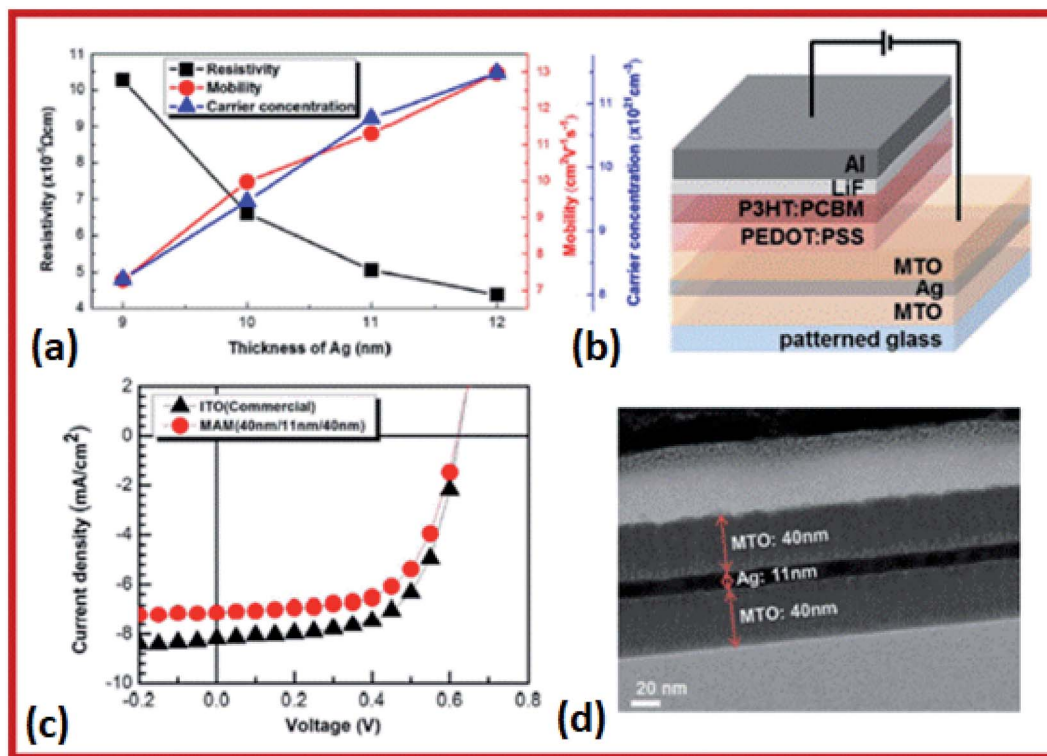 Resistivity
Mobility
Carrier concentration
11
10
9
8
7
6
5
4
Resistivity (x10⁻⁵Ωcm)
13
12
11
10
9
8
7
Mobility (cm²V⁻¹s⁻¹)
11
10
9
8
Carrier concentration (x10²¹cm⁻³)
9
10
11
12
Thickness of Ag (nm)
(a)
Al
LiF
P3HT:PCBM
PEDOT:PSS
MTO
Ag
MTO
patterned glass
(b)
ITO(Commercial)
MAM(40nm/11nm/40nm)
2
0
-2
-4
-6
-8
-10
Current density (mA/cm²)
-0.2
0.0
0.2
0.4
0.6
0.8
Voltage (V)
(c)
MTO: 40nm
Ag: 11nm
MTO: 40nm
20 nm
(d)